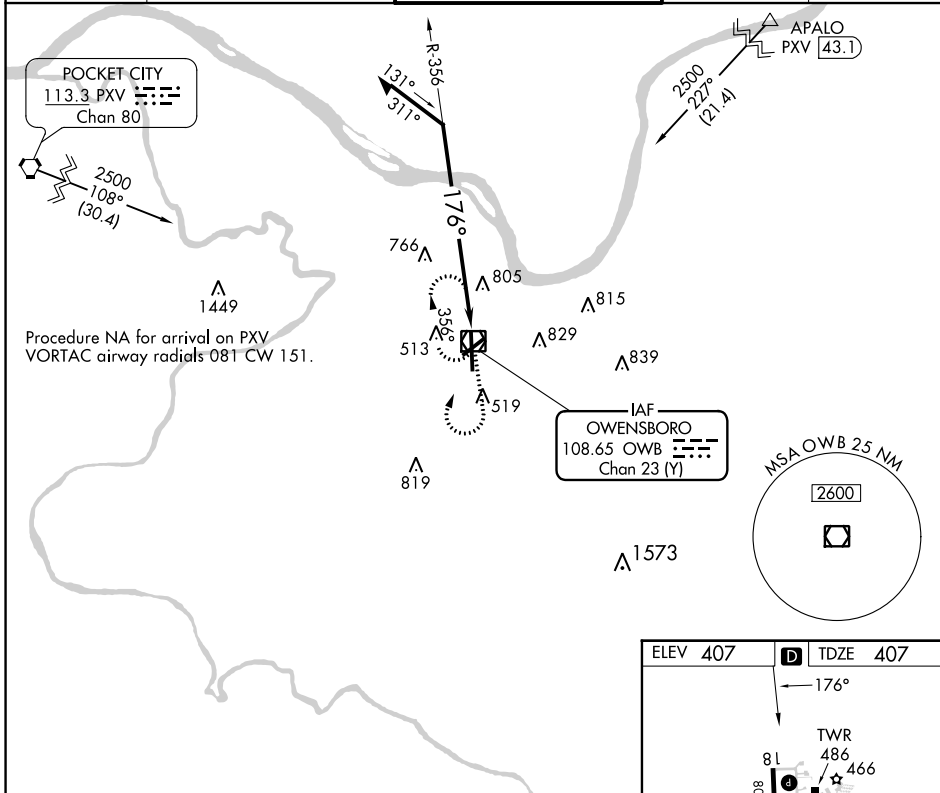 R-356
131°
311°
APALO
PXV 43.1
2500
227°
(21.4)
POCKET CITY
113.3 PXV
Chan 80
2500
108°
(30.4)
176°
766
805
815
1449
356°
513
829
839
Procedure NA for arrival on PXV
VORTAC airway radials 081 CW 151.
519
IAF
OWENSBORO
108.65 OWB
Chan 23 (Y)
819
MSA OWB 25 NM
2600
1573
ELEV 407 D TDZE 407
176°
TWR
486
466
18
P